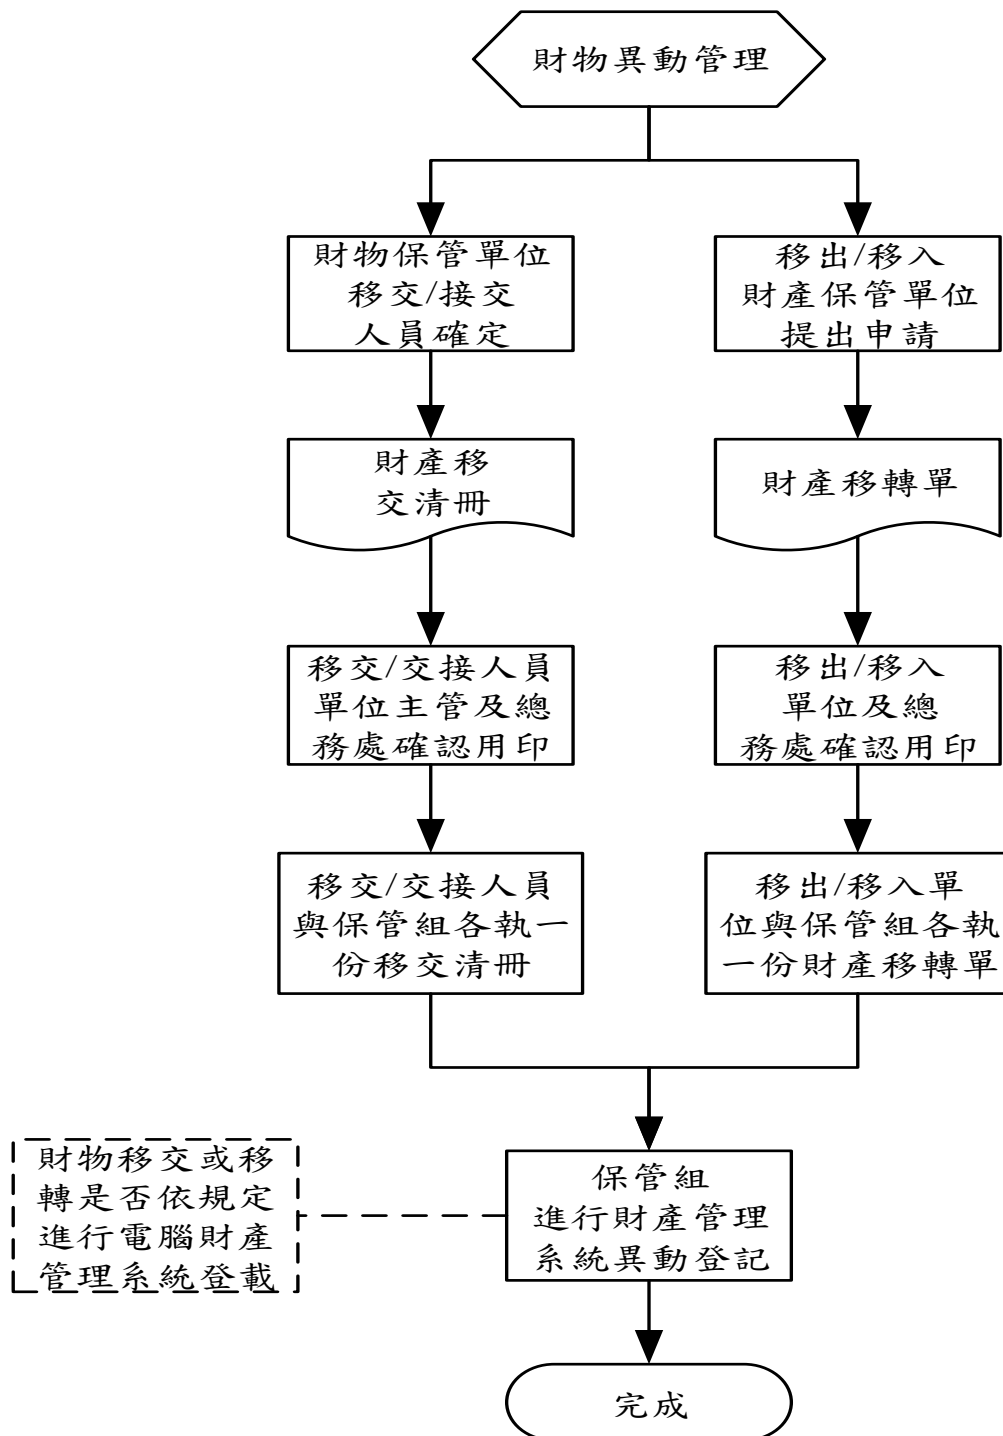 財物異動管理
財物保管單位
移交/接交
人員確定
移出/移入
財產保管單位
提出申請
財產移
交清冊
財產移轉單
移交/交接人員
單位主管及總
務處確認用印
移出/移入
單位及總
務處確認用印
移交/交接人員
與保管組各執一
份移交清冊
移出/移入單
位與保管組各執
一份財產移轉單
財物移交或移
轉是否依規定
進行電腦財產
管理系統登載
保管組
進行財產管理
系統異動登記
完成